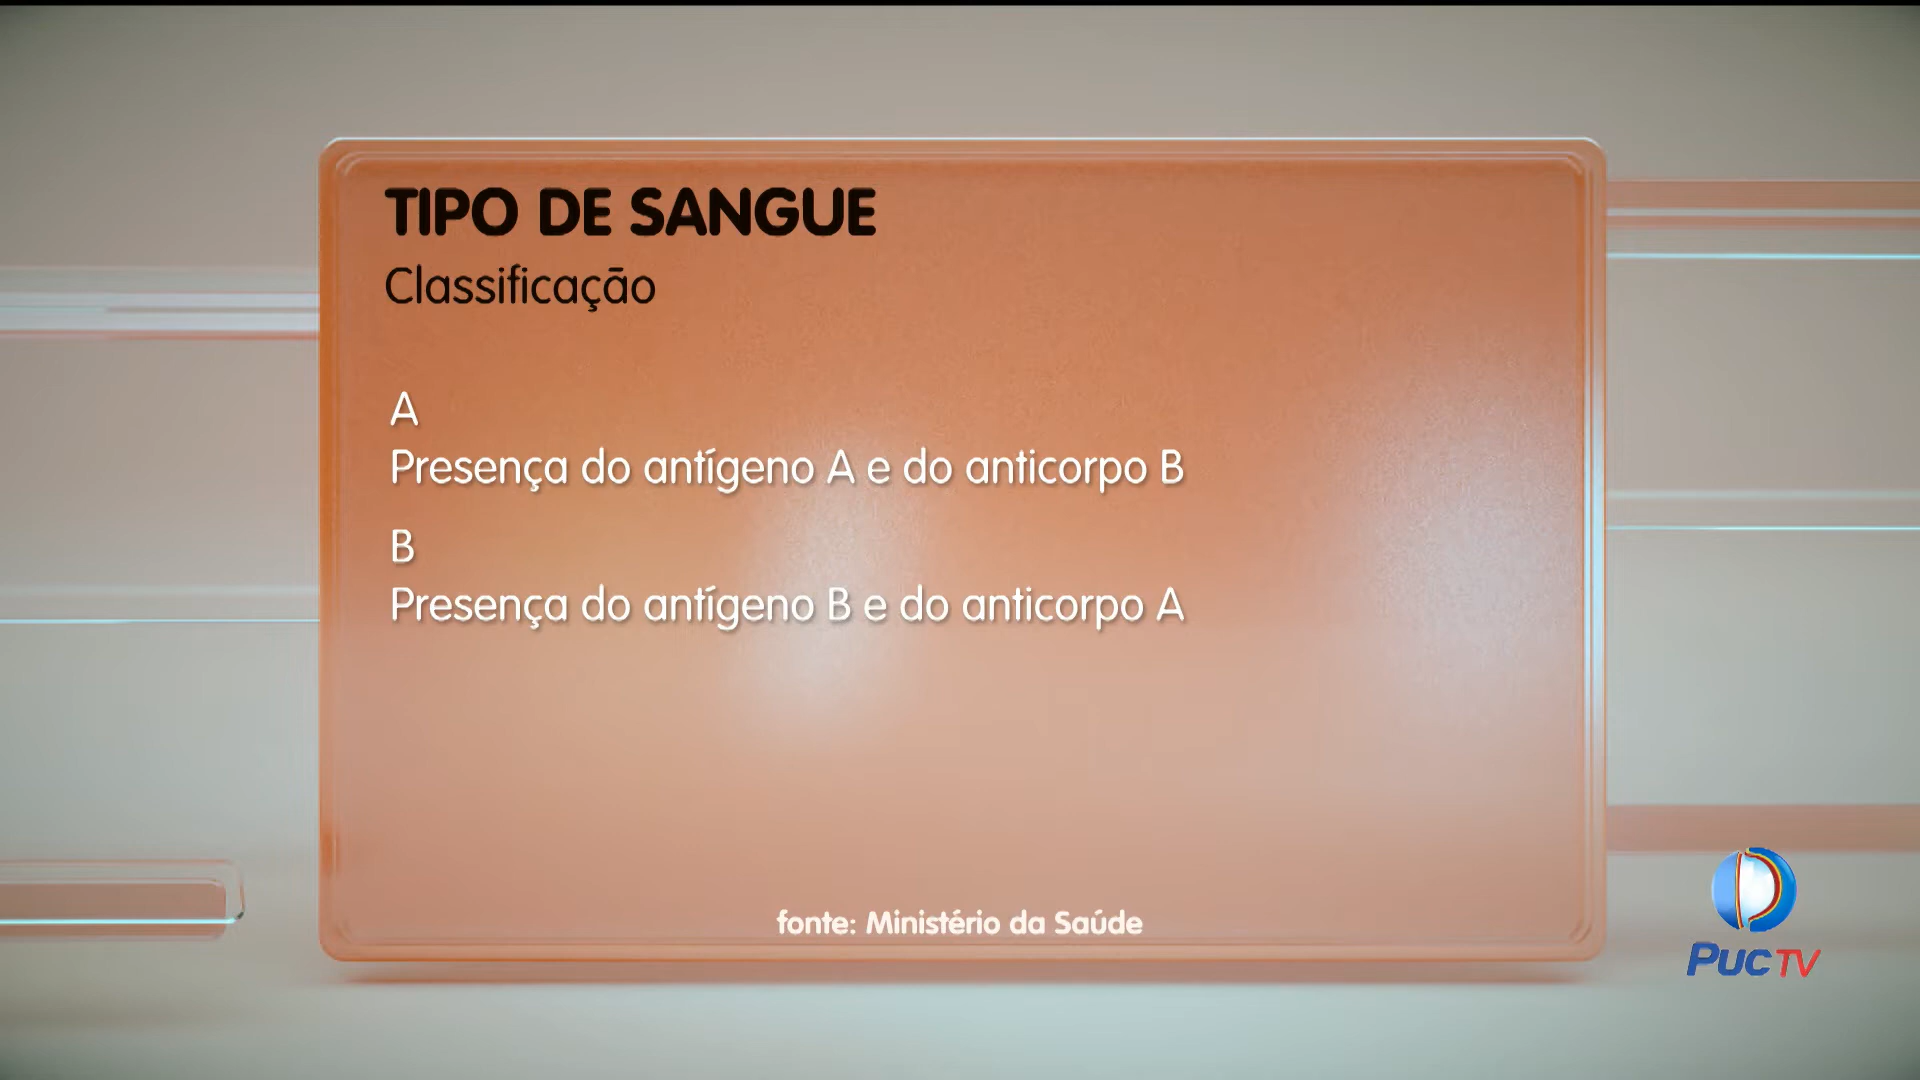 TIPO DE SANGUE
Classificação
A
Presença do antígeno A e do anticorpo B
B
Presença do antígeno B e do anticorpo A
fonte: Ministério da Saúde
PUC TV